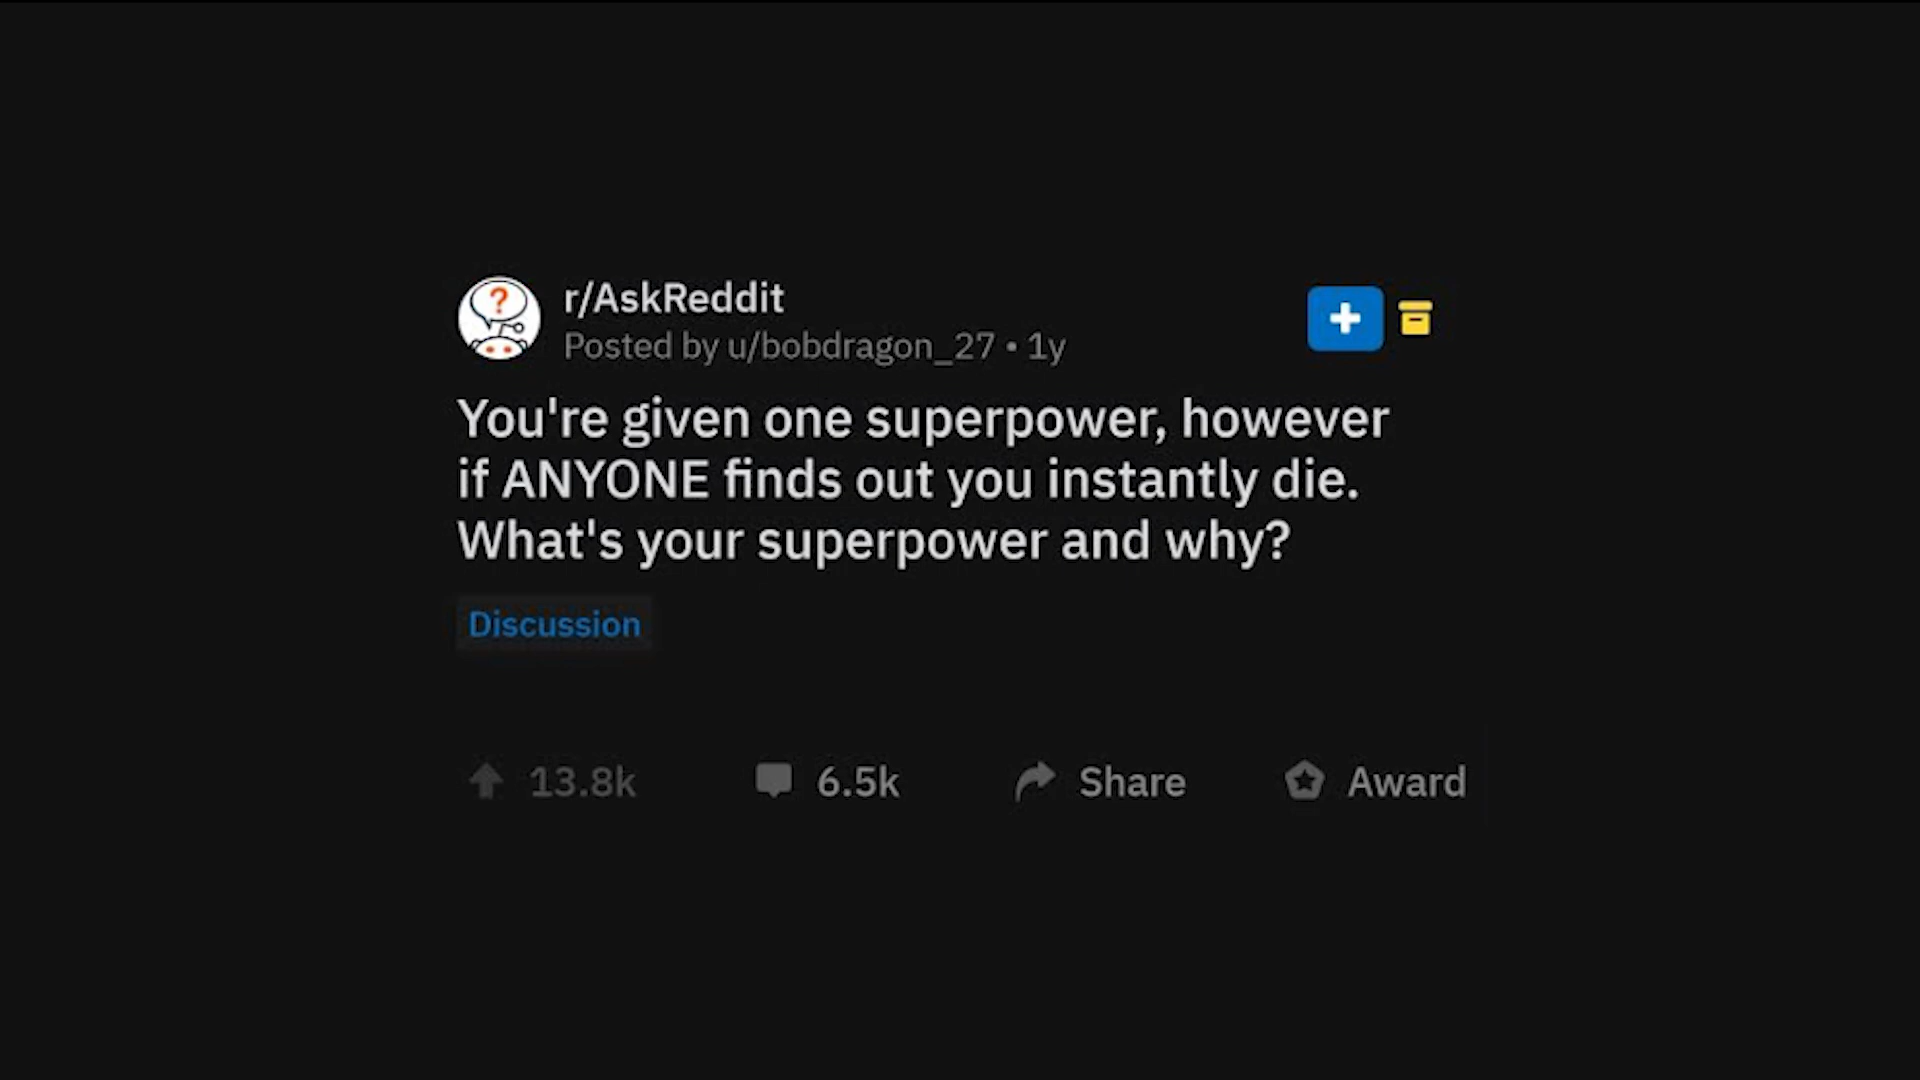 r/AskReddit
Posted by u/bobdragon_27 • 1y
You're given one superpower, however
if ANYONE finds out you instantly die.
What's your superpower and why?
Discussion
13.8k 6.5k Share Award